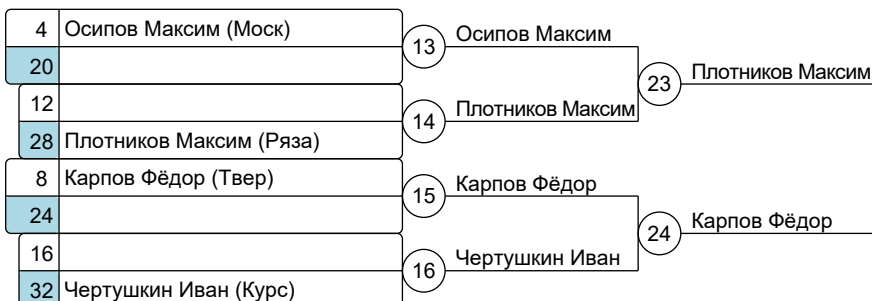 4 Осипов Максим (Моск)
20
12
28 Плотников Максим (Ряза)
8 Карпов Фёдор (Твер)
24
16
32 Чертушкин Иван (Курс)
13 Осипов Максим
14 Плотников Максим
15 Карпов Фёдор
16 Чертушкин Иван
23 Плотников Максим
24 Карпов Фёдор